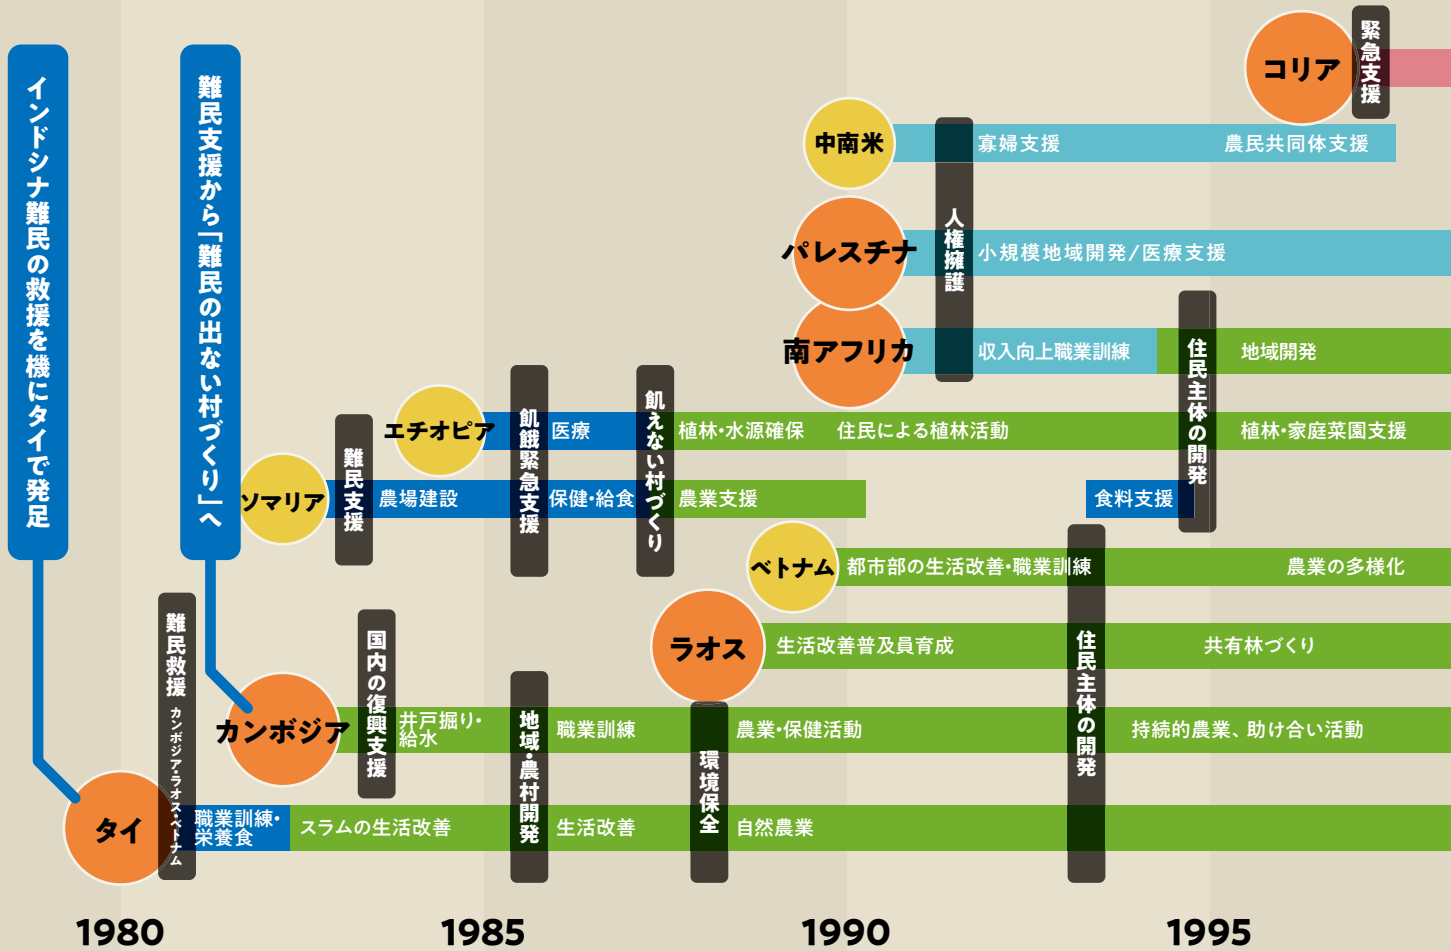 インドシナ難民の救援を機にタイで発足
難民支援から「難民の出ない村づくり」へ
コリア
緊急支援
中南米
寡婦支援
農民共同体支援
人権擁護
パレスチナ
小規模地域開発/医療支援
南アフリカ
収入向上職業訓練
住民主体の開発
地域開発
エチオピア
飢餓緊急支援
医療
飢えない村づくり
植林・水源確保
住民による植林活動
植林・家庭菜園支援
ソマリア
難民支援
農場建設
保健・給食
農業支援
食料支援
ベトナム
都市部の生活改善・職業訓練
農業の多様化
ラオス
生活改善普及員育成
住民主体の開発
共有林づくり
カンボジア
国内の復興支援
井戸掘り・
給水
地域・農村開発
職業訓練
環境保全
農業・保健活動
持続的農業、助け合い活動
タイ
難民救援 カンボジア・ラオス・ベトナム
職業訓練・
栄養食
スラムの生活改善
生活改善
自然農業
1980
1985
1990
1995